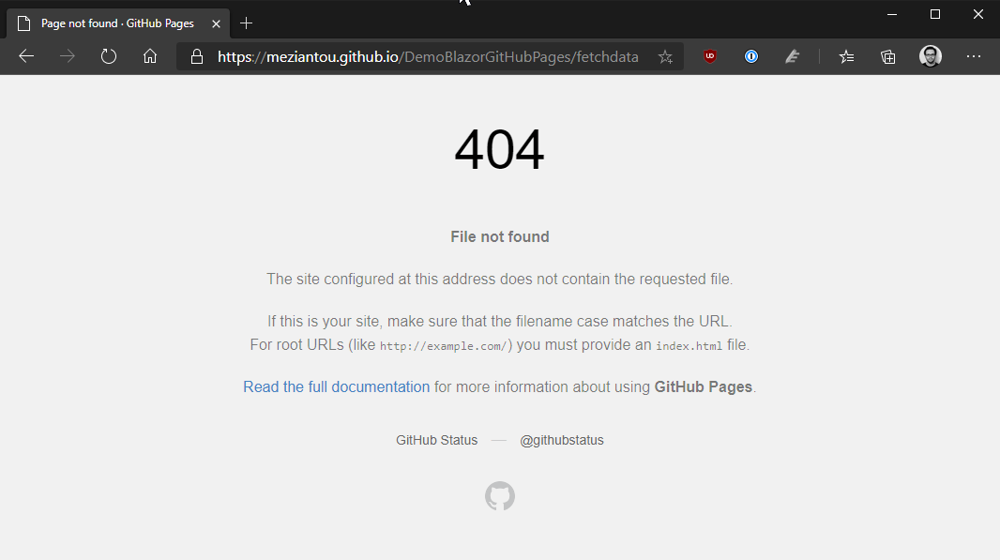 Page not found · GitHub Pages
https://meziantou.github.io/DemoBlazorGitHubPages/fetchdata
404
File not found
The site configured at this address does not contain the requested file.
If this is your site, make sure that the filename case matches the URL.
For root URLs (like http://example.com/) you must provide an index.html file.
Read the full documentation for more information about using GitHub Pages.
GitHub Status — @githubstatus